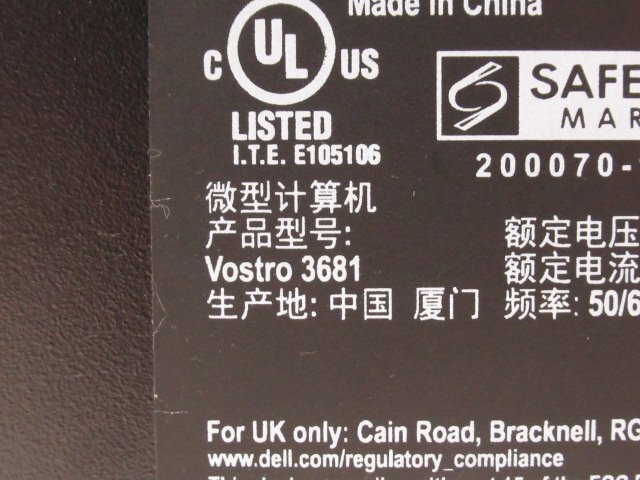 Made in China
C UL US
LISTED
I.T.E. E105106
SAFE
MAR
200070-
微型计算机
产品型号:
Vostro 3681
生产地: 中国 厦门
额定电压
额定电流
频率: 50/6
For UK only: Cain Road, Bracknell, RG
www.dell.com/regulatory_compliance